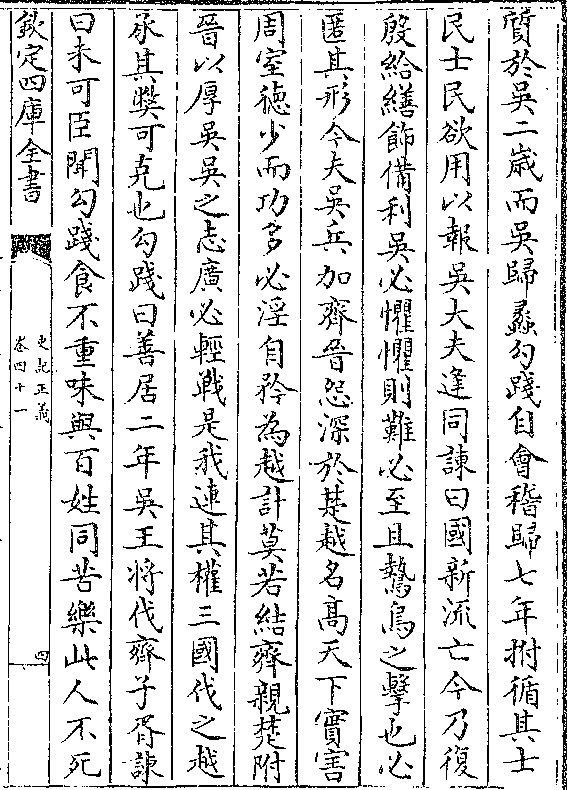 質於吳二嵗而吳歸蠡勾踐自會稽歸七年拊循其士
民士民欲用以報吳大夫逢同諫曰國新流亡今乃復
殷給繕飾備利吳必懼懼則難必至且鷙鳥之擊也必
匿其形今夫吳兵加齊晉怨深於楚越名髙天下實害
周室徳少而功多必淫自矜為越計莫若結齊親楚附
晉以厚吳吳之志廣必輕戰是我連其權三國伐之越
承其弊可克也勾踐曰善居二年吳王將伐齊子胥諫
曰未可臣聞勾踐食不重味與百姓同苦樂此人不死
欽定四庫全書
史記正義
卷四十一
四